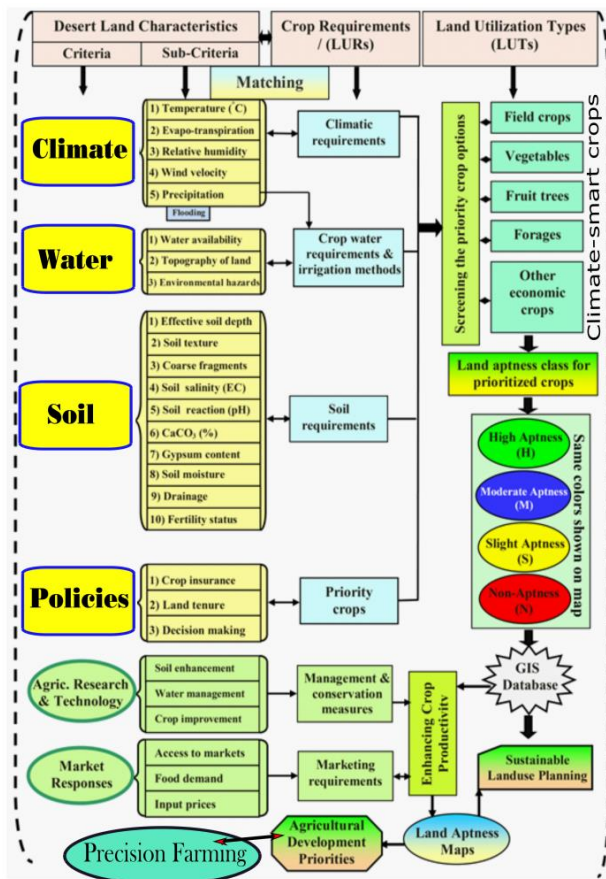 Desert Land Characteristics
Criteria
Sub-Criteria
Crop Requirements
/ (LURs)
Land Utilization Types
(LUTs)
Matching
Climate
1) Temperature (°C)
2) Evapo-transpiration
3) Relative humidity
4) Wind velocity
5) Precipitation
Flooding
Climatic
requirements
Water
1) Water availability
2) Topography of land
3) Environmental hazards
Crop water
requirements &
irrigation methods
Soil
1) Effective soil depth
2) Soil texture
3) Coarse fragments
4) Soil salinity (EC)
5) Soil reaction (pH)
6) CaCO₃ (%)
7) Gypsum content
8) Soil moisture
9) Drainage
10) Fertility status
Soil
requirements
Policies
1) Crop insurance
2) Land tenure
3) Decision making
Priority
crops
Agric. Research
& Technology
Soil enhancement
Water management
Crop improvement
Management &
conservation
measures
Market
Responses
Access to markets
Food demand
Input prices
Marketing
requirements
Screening the priority crop options
Field crops
Vegetables
Fruit trees
Forages
Other
economic
crops
Climate-smart crops
Land aptness class for
prioritized crops
High Aptness
(H)
Moderate Aptness
(M)
Slight Aptness
(S)
Non-Aptness
(N)
Same colors shown on
map
GIS
Database
Enhancing Crop
Productivity
Sustainable
Landuse Planning
Land Aptness
Maps
Agricultural
Development
Priorities
Precision Farming